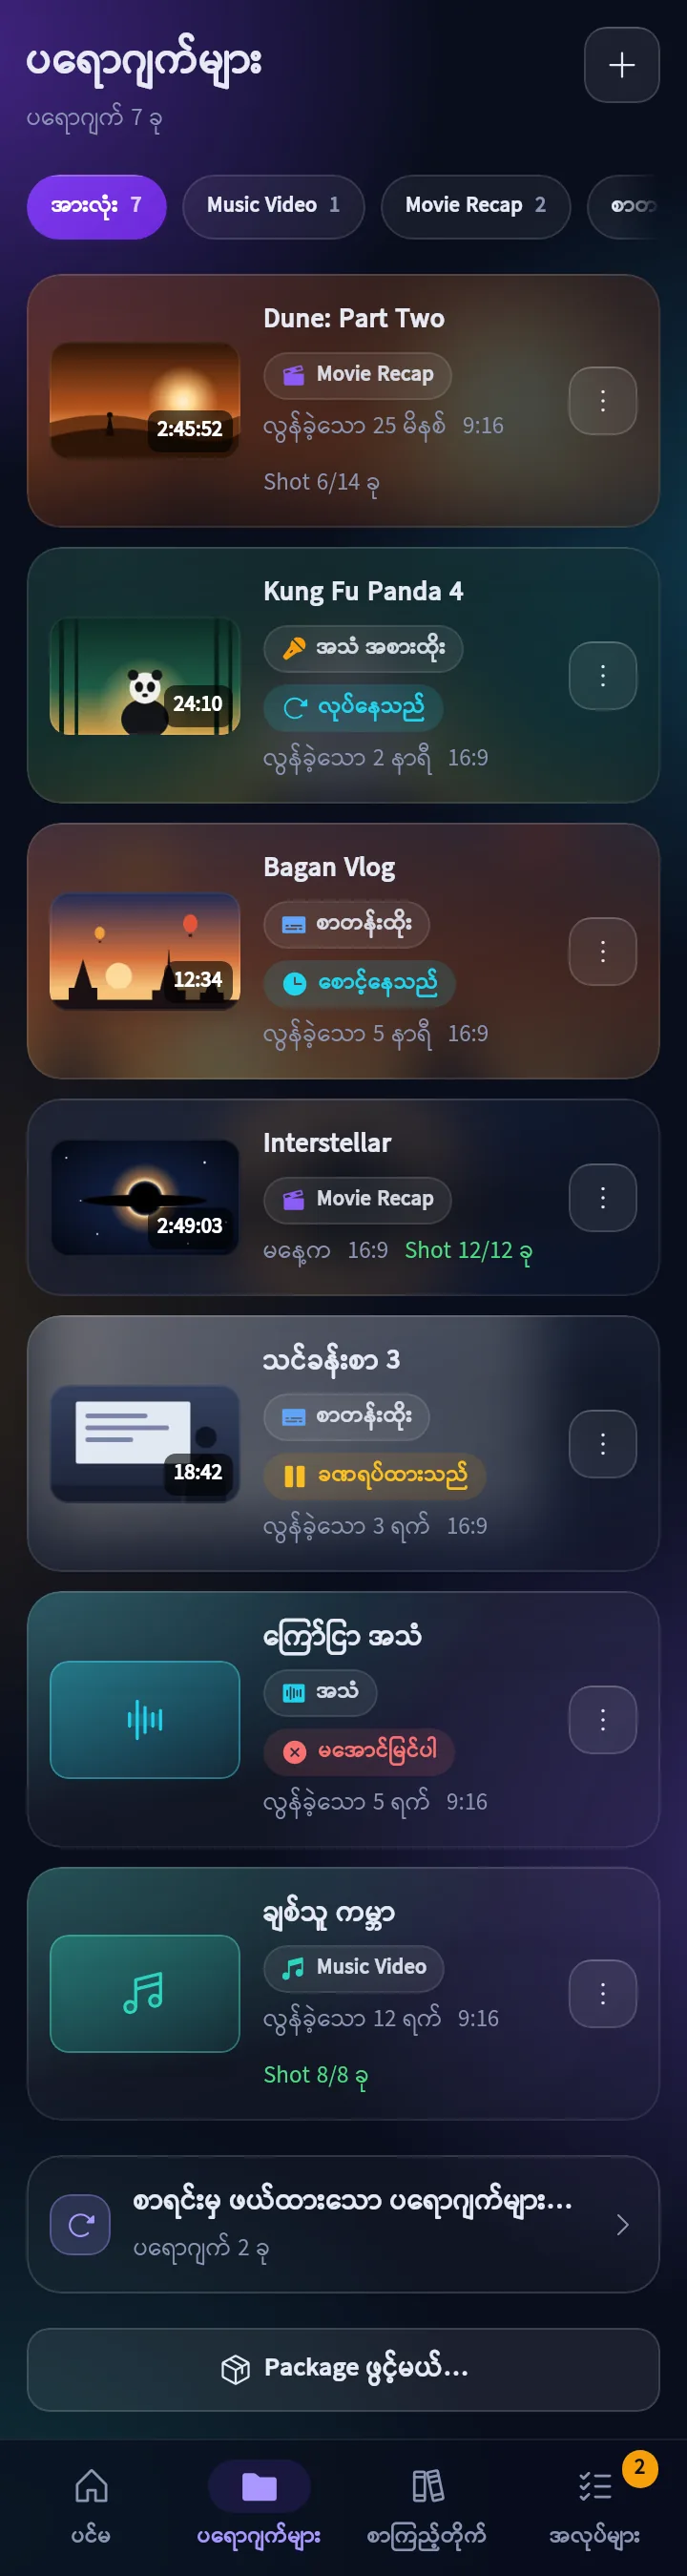 ပရောဂျက်များ
ပရောဂျက် 7 ခု
အားလုံး 7
Music Video 1
Movie Recap 2
Dune: Part Two
Movie Recap
2:45:52
လွန်ခဲ့သော 25 မိနစ် 9:16
Shot 6/14 ခု
Kung Fu Panda 4
အသံ အစားထိုး
24:10
လုပ်နေသည်
လွန်ခဲ့သော 2 နာရီ 16:9
Bagan Vlog
စာတန်းထိုး
12:34
စောင့်နေသည်
လွန်ခဲ့သော 5 နာရီ 16:9
Interstellar
Movie Recap
2:49:03
မနေ့က 16:9 Shot 12/12 ခု
သင်ခန်းစာ 3
စာတန်းထိုး
18:42
ခဏရပ်ထားသည်
လွန်ခဲ့သော 3 ရက် 16:9
ကြော်ငြာ အသံ
အသံ
မအောင်မြင်ပါ
လွန်ခဲ့သော 5 ရက် 9:16
ချစ်သူ ကမ္ဘာ
Music Video
လွန်ခဲ့သော 12 ရက် 9:16
Shot 8/8 ခု
စာရင်းမှ ဖယ်ထားသော ပရောဂျက်များ...
ပရောဂျက် 2 ခု
Package ဖွင့်မယ်...
2
ပင်မ
ပရောဂျက်များ
စာကြည့်တိုက်
အလုပ်များ